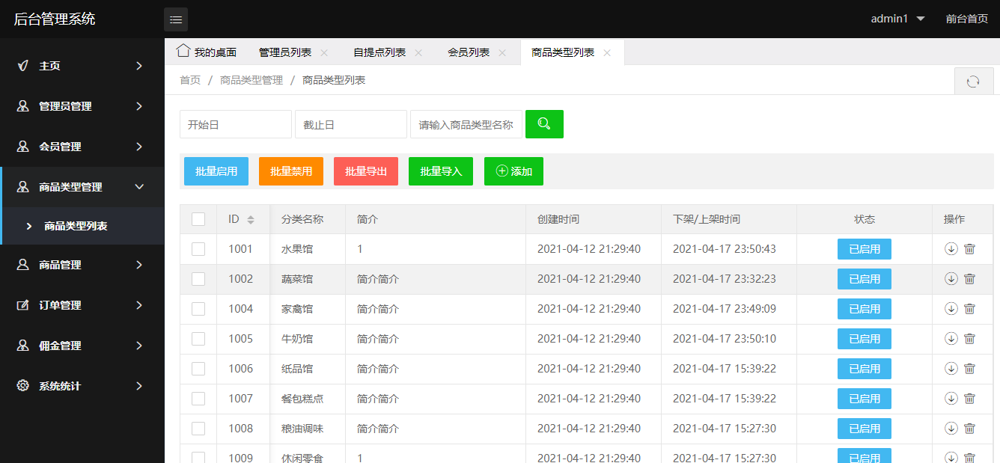 后台管理系统
admin1 前台首页
主页
管理员管理
会员管理
商品类型管理
商品类型列表
商品管理
订单管理
佣金管理
系统统计
我的桌面 管理员列表 自提点列表 会员列表 商品类型列表
首页 / 商品类型管理 / 商品类型列表
开始日 截止日 请输入商品类型名称
批量启用 批量禁用 批量导出 批量导入 添加
ID 分类名称 简介 创建时间 下架/上架时间 状态 操作
1001 水果馆 1 2021-04-12 21:29:40 2021-04-17 23:50:43 已启用
1002 蔬菜馆 简介简介 2021-04-12 21:29:40 2021-04-17 23:32:23 已启用
1004 家禽馆 简介简介 2021-04-12 21:29:40 2021-04-17 23:49:09 已启用
1005 牛奶馆 简介简介 2021-04-12 21:29:40 2021-04-17 23:50:10 已启用
1006 纸品馆 简介简介 2021-04-12 21:29:40 2021-04-17 15:39:22 已启用
1007 餐包糕点 简介简介 2021-04-12 21:29:40 2021-04-17 15:39:22 已启用
1008 粮油调味 简介简介 2021-04-12 21:29:40 2021-04-17 15:27:30 已启用
1009 休闲零食 1 2021-04-12 21:29:40 2021-04-17 15:27:30 已启用